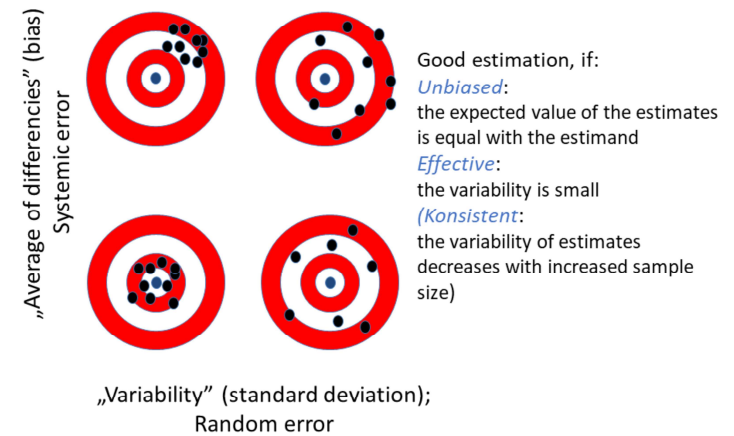 „Average of differencies” (bias)
Systemic error
Good estimation, if:
Unbiased:
the expected value of the estimates
is equal with the estimand
Effective:
the variability is small
(Konsistent:
the variability of estimates
decreases with increased sample
size)
„Variability” (standard deviation);
Random error